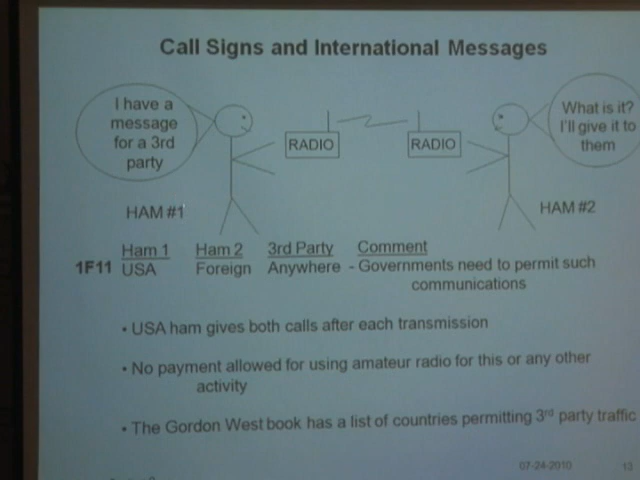 Call Signs and International Messages
I have a
message
for a 3rd
party
What is it?
I'll give it to
them
RADIO
RADIO
HAM #1
HAM #2
Ham 1 Ham 2 3rd Party Comment
1F11 USA Foreign Anywhere - Governments need to permit such
communications
• USA ham gives both calls after each transmission
• No payment allowed for using amateur radio for this or any other
activity
• The Gordon West book has a list of countries permitting 3rd party traffic
07-24-2010 13